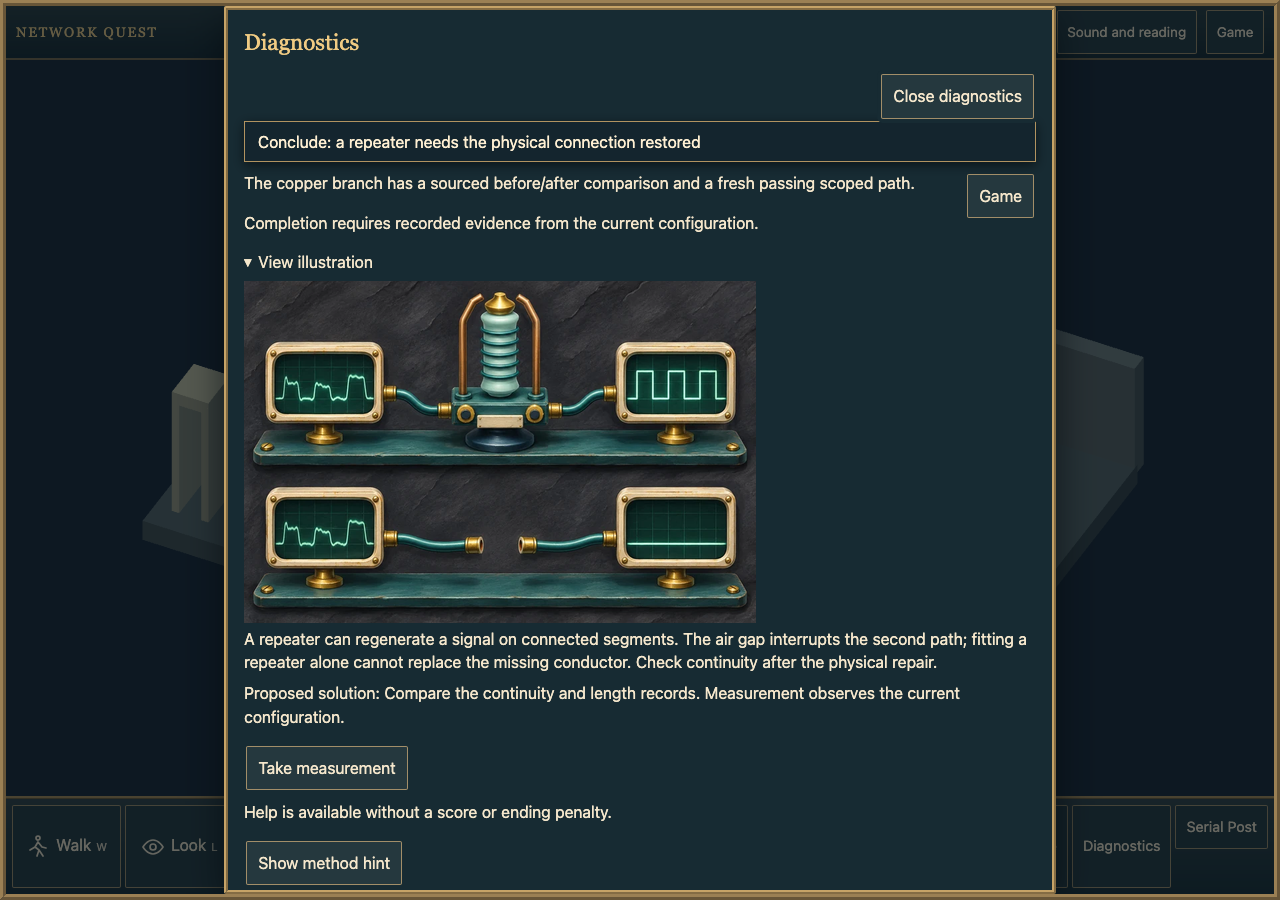 NETWORK QUEST
Sound and reading
Game
Diagnostics
Close diagnostics
Conclude: a repeater needs the physical connection restored
The copper branch has a sourced before/after comparison and a fresh passing scoped path.
Game
Completion requires recorded evidence from the current configuration.
▾ View illustration
A repeater can regenerate a signal on connected segments. The air gap interrupts the second path; fitting a
repeater alone cannot replace the missing conductor. Check continuity after the physical repair.
Proposed solution: Compare the continuity and length records. Measurement observes the current
configuration.
Take measurement
Help is available without a score or ending penalty.
Show method hint
Walk W
Look L
Diagnostics
Serial Post